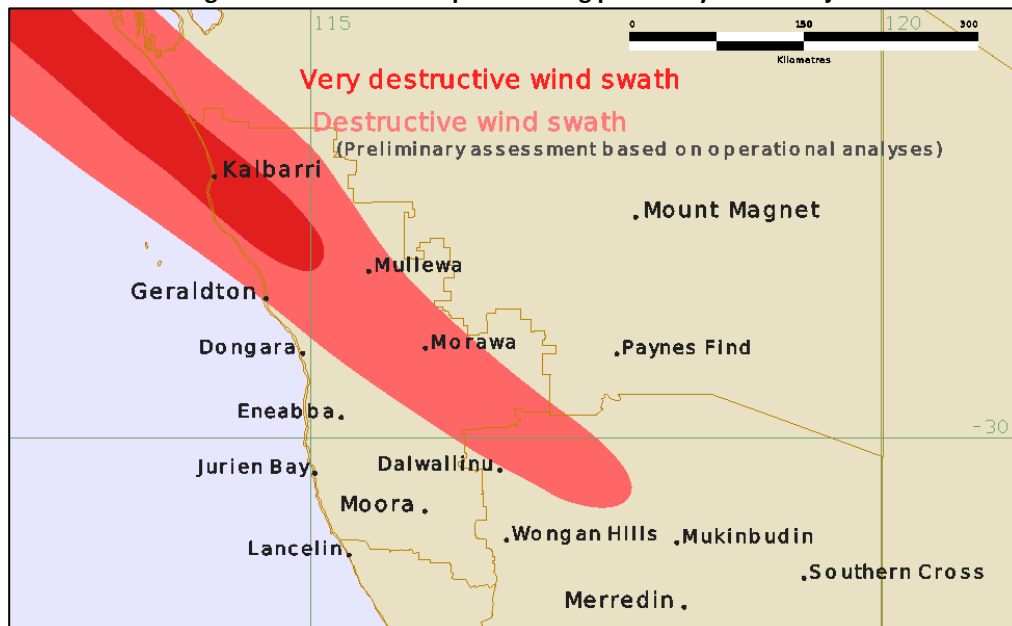 115
0 150 300
120
Kilometres
Very destructive wind swath
Destructive wind swath
(Preliminary assessment based on operational analyses)
Kalbarri
Mount Magnet
Mullewa
Geraldton
Morawa
Dongara
Paynes Find
Eneabba
-30
Jurien Bay
Dalwallinu
Moora
Wongan Hills
Mukinbudin
Lancelin
Southern Cross
Merredin